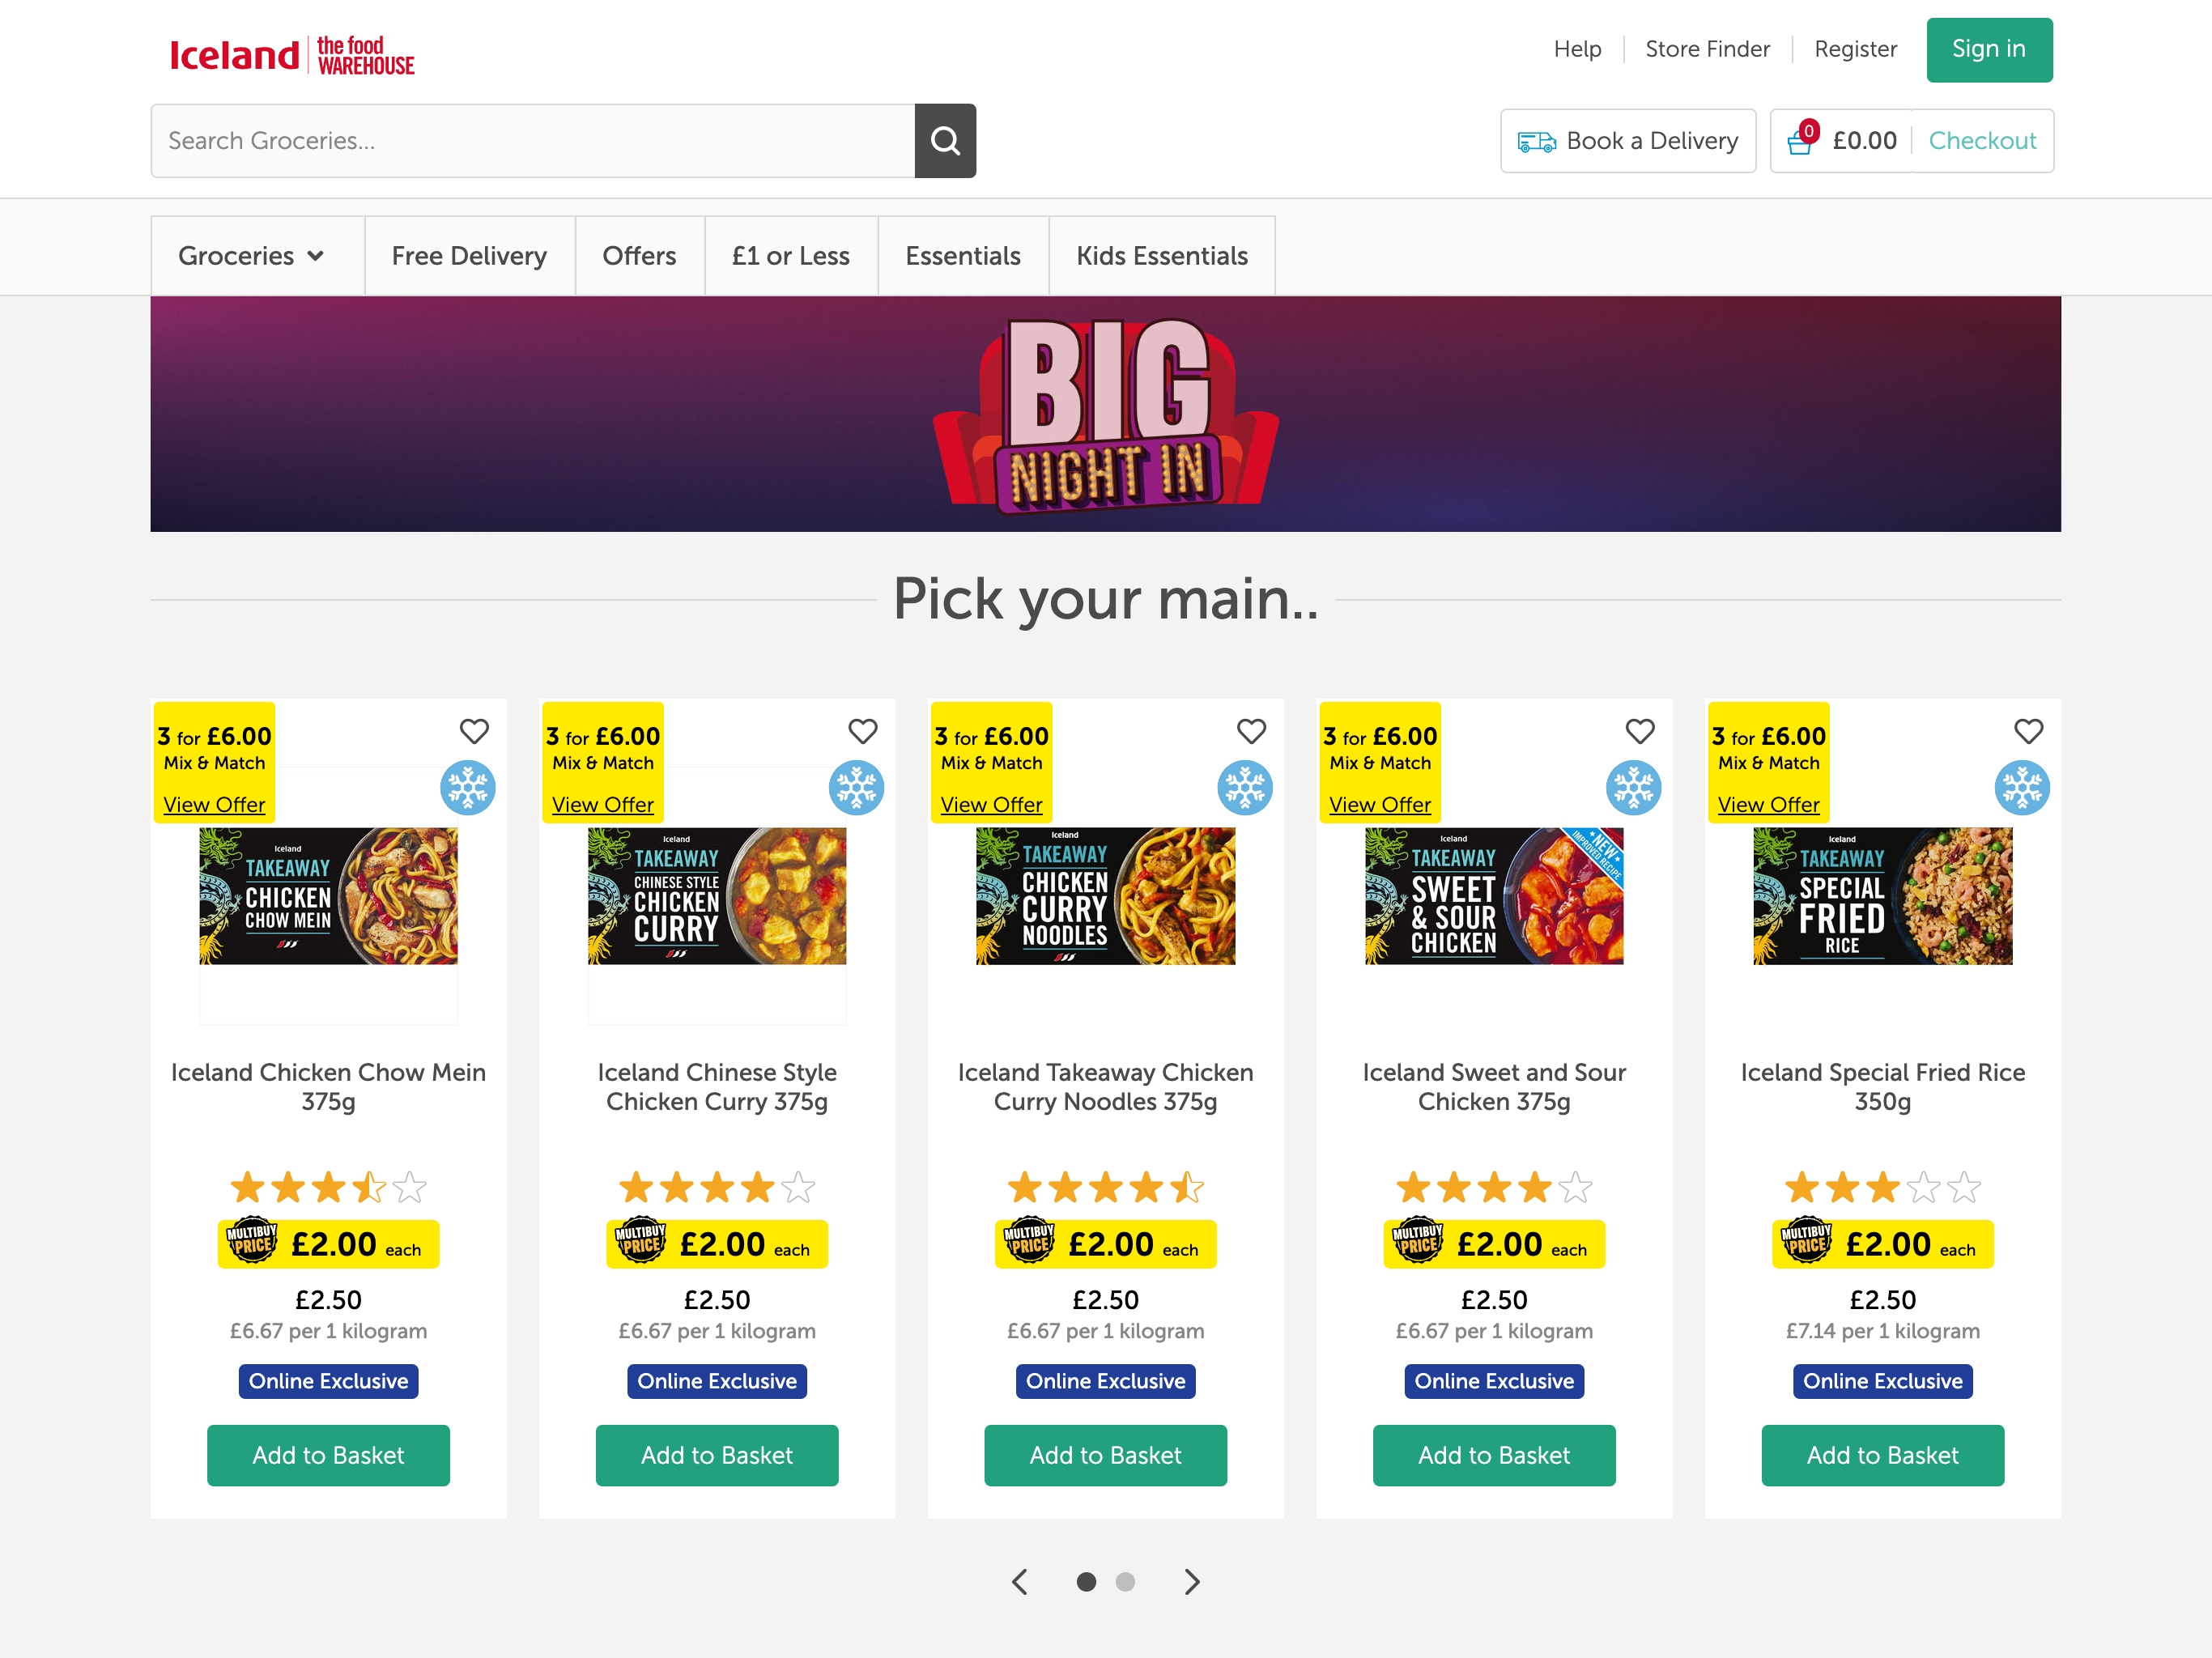 Iceland the food WAREHOUSE
Help Store Finder Register Sign in
Search Groceries...
Book a Delivery
0 £0.00 Checkout
Groceries Free Delivery Offers £1 or Less Essentials Kids Essentials
BIG
NIGHT IN
Pick your main..
3 for £6.00
Mix & Match
View Offer
Iceland
TAKEAWAY
CHICKEN
CHOW MEIN
Iceland Chicken Chow Mein
375g
MULTIBUY PRICE £2.00 each
£2.50
£6.67 per 1 kilogram
Online Exclusive
Add to Basket
3 for £6.00
Mix & Match
View Offer
Iceland
TAKEAWAY
CHINESE STYLE
CHICKEN
CURRY
Iceland Chinese Style
Chicken Curry 375g
MULTIBUY PRICE £2.00 each
£2.50
£6.67 per 1 kilogram
Online Exclusive
Add to Basket
3 for £6.00
Mix & Match
View Offer
Iceland
TAKEAWAY
CHICKEN
CURRY
NOODLES
Iceland Takeaway Chicken
Curry Noodles 375g
MULTIBUY PRICE £2.00 each
£2.50
£6.67 per 1 kilogram
Online Exclusive
Add to Basket
3 for £6.00
Mix & Match
View Offer
Iceland
TAKEAWAY
SWEET
& SOUR
CHICKEN
NEW
IMPROVED RECIPE
Iceland Sweet and Sour
Chicken 375g
MULTIBUY PRICE £2.00 each
£2.50
£6.67 per 1 kilogram
Online Exclusive
Add to Basket
3 for £6.00
Mix & Match
View Offer
Iceland
TAKEAWAY
SPECIAL
FRIED
RICE
Iceland Special Fried Rice
350g
MULTIBUY PRICE £2.00 each
£2.50
£7.14 per 1 kilogram
Online Exclusive
Add to Basket